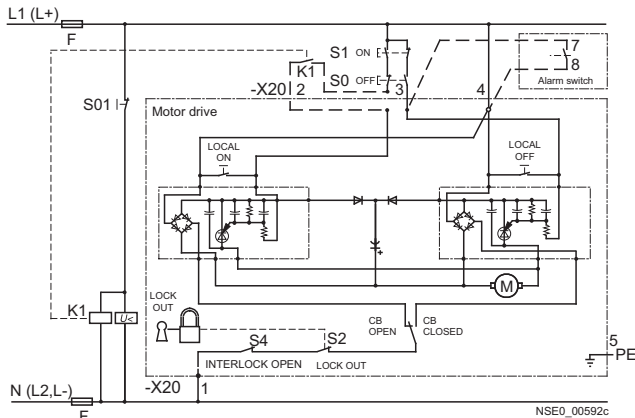 L1 (L+)
F
S1 ON
7
K1
8
S0 OFF
Alarm switch
-X20 2
3
4
S01
Motor drive
LOCAL
ON
LOCAL
OFF
+
M
K1
U<
LOCK
OUT
CB
OPEN
CB
CLOSED
S4
S2
5
PE
INTERLOCK OPEN
LOCK OUT
-X20
1
N (L2,L-)
F
NSE0_00592c